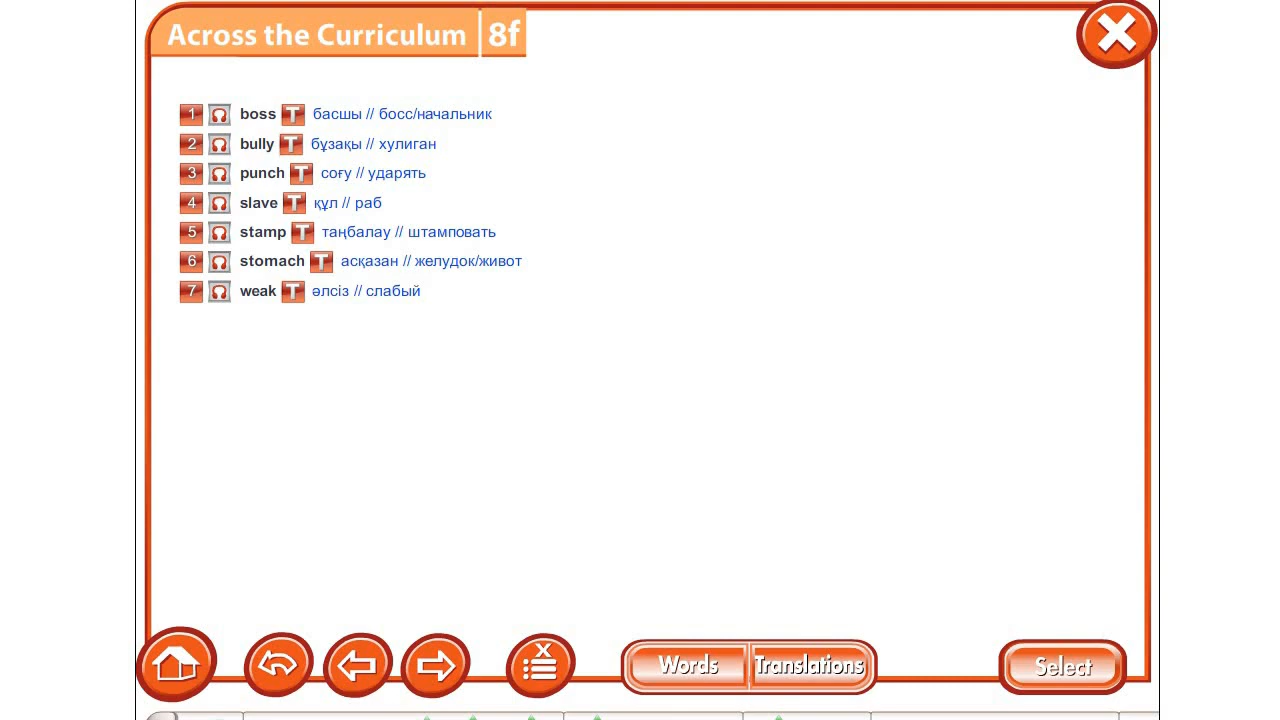 Across the Curriculum 8f
1 boss T басшы // босс/начальник
2 bully T бұзақы // хулиган
3 punch T соғу // ударять
4 slave T құл // раб
5 stamp T таңбалау // штамповать
6 stomach T асқазан // желудок/живот
7 weak T әлсіз // слабый
X
Words Translations Select